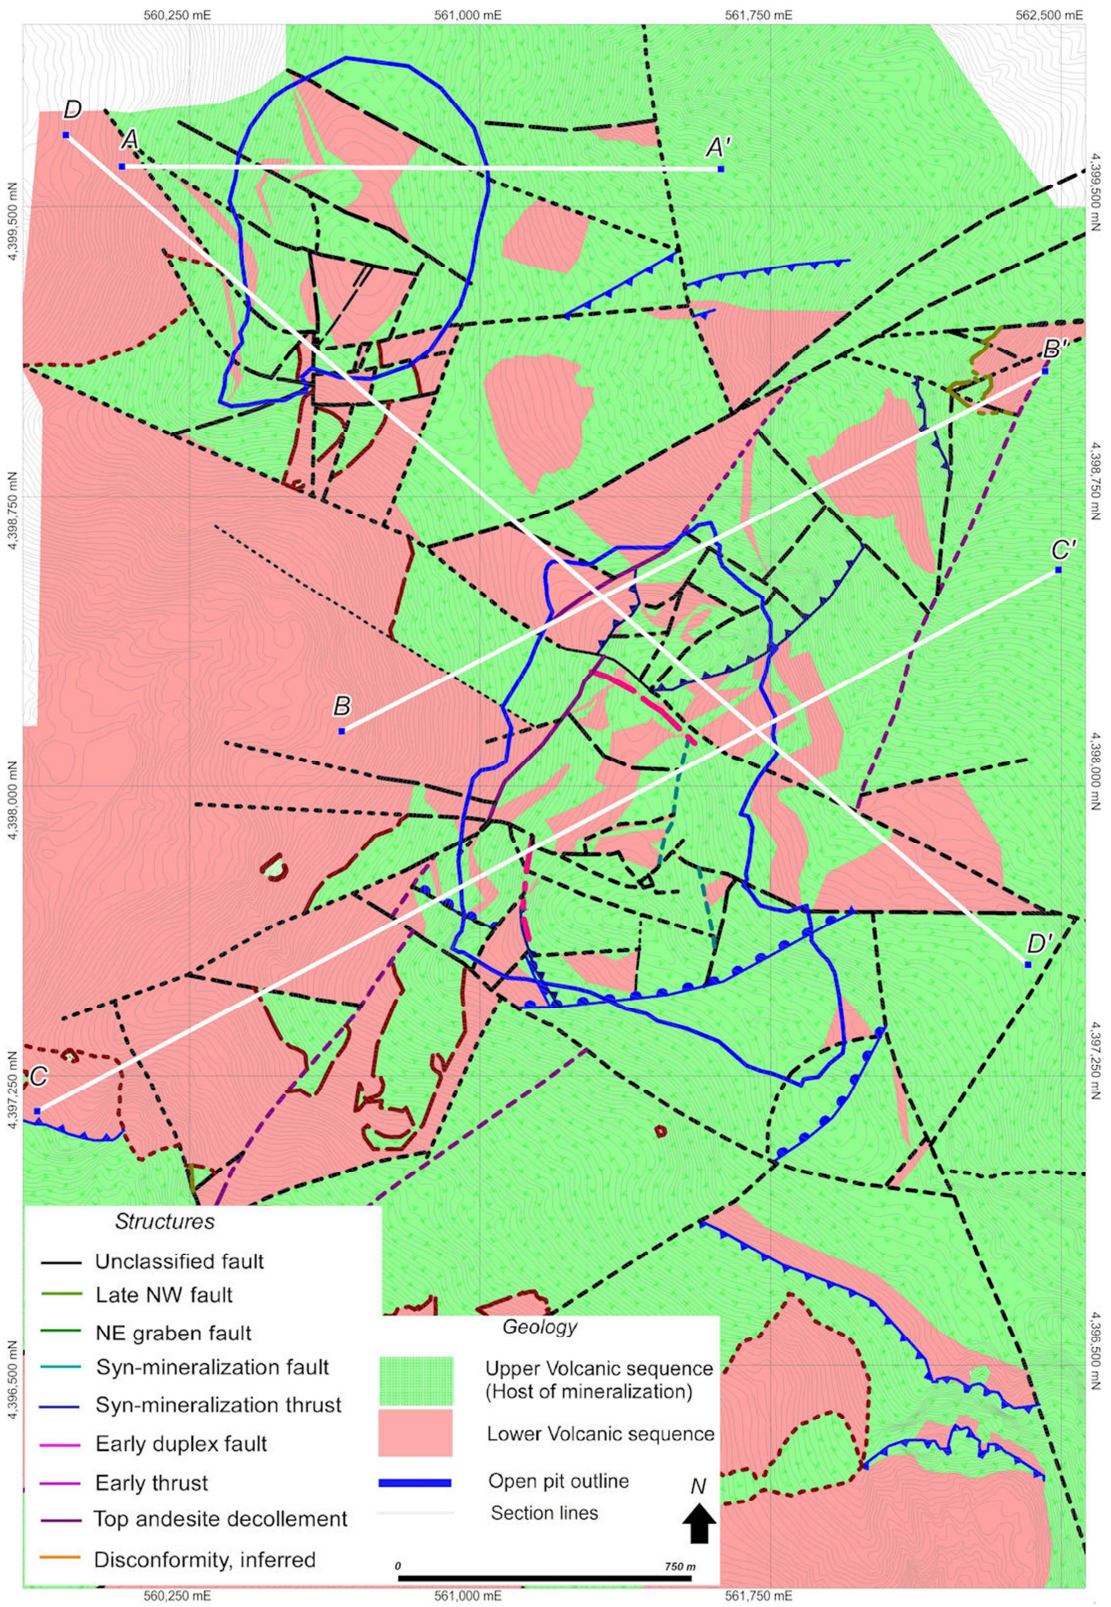 560,250 mE 561,000 mE 561,750 mE 562,500 mE
D
A
A'
4,399,500 mN
4,399,500 mN
B'
4,398,750 mN
4,398,750 mN
C'
B
4,398,000 mN
4,398,000 mN
D'
C
4,397,250 mN
4,397,250 mN
Structures
Unclassified fault
Late NW fault
NE graben fault
Syn-mineralization fault
Syn-mineralization thrust
Early duplex fault
Early thrust
Top andesite decollement
Disconformity, inferred
Geology
Upper Volcanic sequence
(Host of mineralization)
Lower Volcanic sequence
Open pit outline
Section lines
N
0 750 m
4,396,500 mN
4,396,500 mN
560,250 mE 561,000 mE 561,750 mE